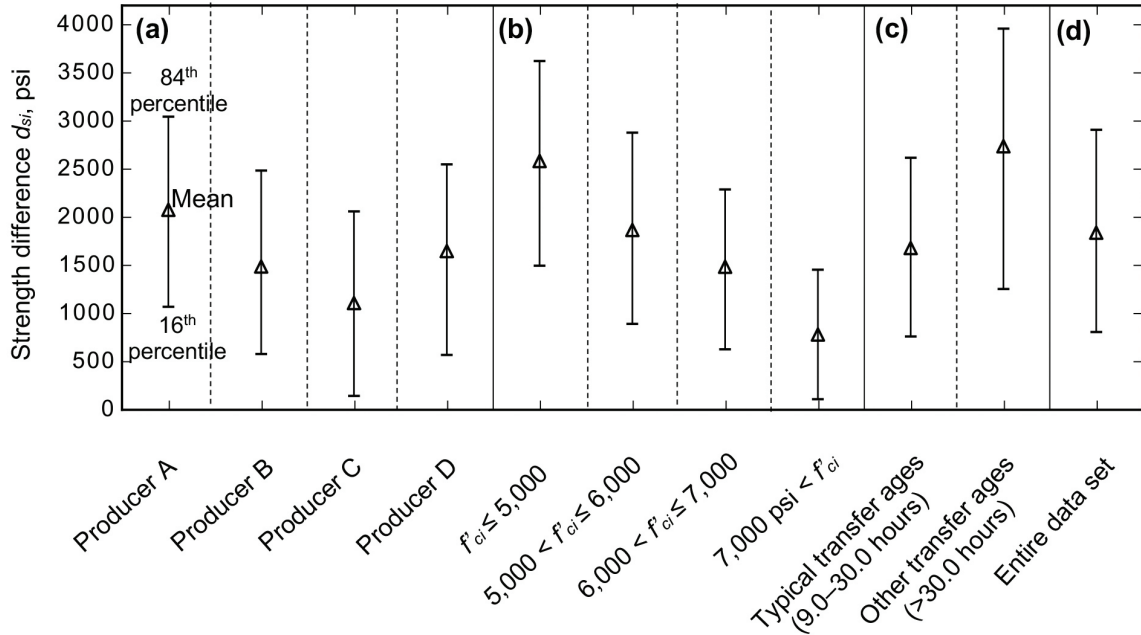 Strength difference d_si, psi
4000
3500
3000
2500
2000
1500
1000
500
0
(a)
(b)
(c)
(d)
84th
percentile
Mean
16th
percentile
Producer A
Producer B
Producer C
Producer D
f'ci ≤ 5,000
5,000 < f'ci ≤ 6,000
6,000 < f'ci ≤ 7,000
7,000 psi < f'ci
Typical transfer ages
(9.0–30.0 hours)
Other transfer ages
(>30.0 hours)
Entire data set